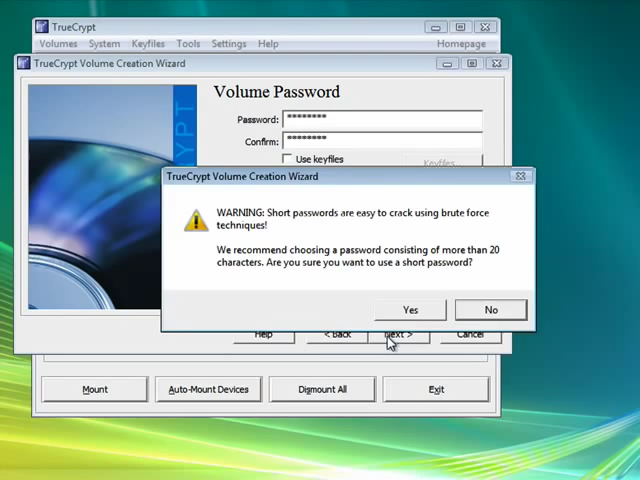 TrueCrypt
Volumes System Keyfiles Tools Settings Help Homepage
TrueCrypt Volume Creation Wizard
Volume Password
Password: ********
Confirm: ********
Use keyfiles
Keyfiles...
TrueCrypt Volume Creation Wizard
WARNING: Short passwords are easy to crack using brute force
techniques!
We recommend choosing a password consisting of more than 20
characters. Are you sure you want to use a short password?
Yes No
Help < Back Next > Cancel
Mount Auto-Mount Devices Dismount All Exit